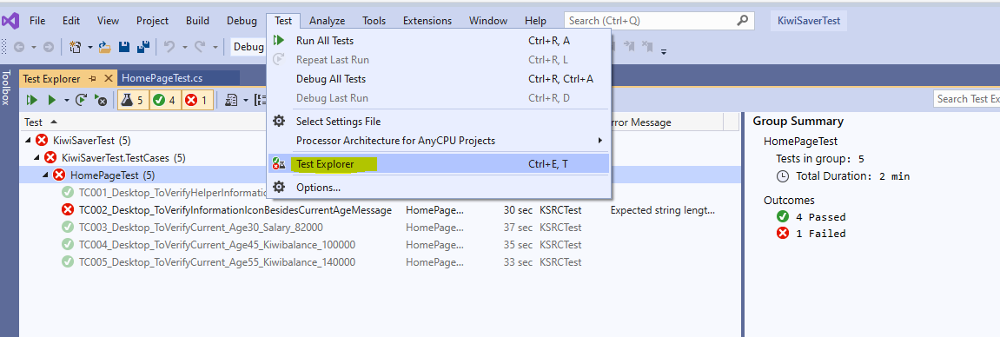 File Edit View Project Build Debug Test Analyze Tools Extensions Window Help Search (Ctrl+Q) KiwiSaverTest
Debug
Toolbox
Test Explorer HomePageTest.cs
5 4 1
Search Test Ex
Run All Tests Ctrl+R, A
Repeat Last Run Ctrl+R, L
Debug All Tests Ctrl+R, Ctrl+A
Debug Last Run Ctrl+R, D
Select Settings File
Processor Architecture for AnyCPU Projects
Test Explorer Ctrl+E, T
Options...
Test rror Message
KiwiSaverTest (5)
KiwiSaverTest.TestCases (5)
HomePageTest (5)
TC001_Desktop_ToVerifyHelperInformati
TC002_Desktop_ToVerifyInformationIconBesidesCurrentAgeMessage HomePage... 30 sec KSRCTest Expected string lengt...
TC003_Desktop_ToVerifyCurrent_Age30_Salary_82000 HomePage... 37 sec KSRCTest
TC004_Desktop_ToVerifyCurrent_Age45_Kiwibalance_100000 HomePage... 35 sec KSRCTest
TC005_Desktop_ToVerifyCurrent_Age55_Kiwibalance_140000 HomePage... 33 sec KSRCTest
Group Summary
HomePageTest
Tests in group: 5
Total Duration: 2 min
Outcomes
4 Passed
1 Failed